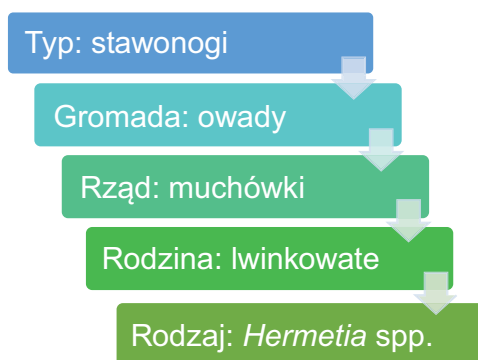 Typ: stawonogi
Gromada: owady
Rząd: muchówki
Rodzina: lwinkowate
Rodzaj: Hermetia spp.